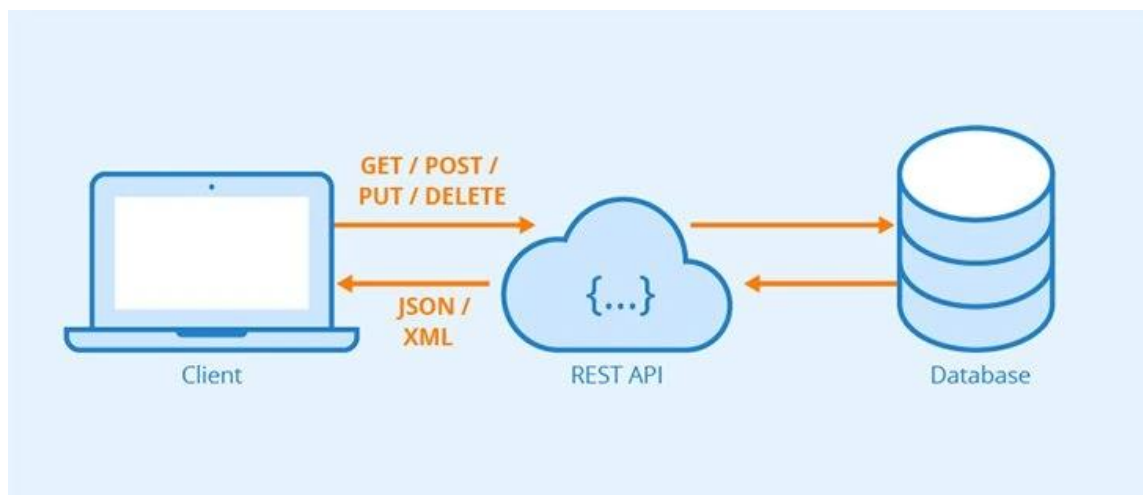 GET / POST /
PUT / DELETE
{...}
JSON /
XML
Client
REST API
Database